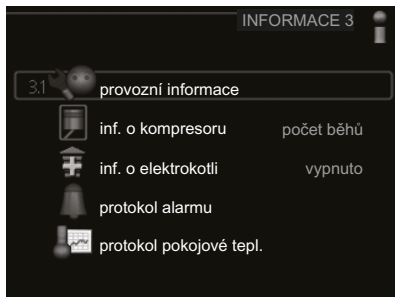 INFORMACE 3
3.1 provozní informace
inf. o kompresoru počet běhů
inf. o elektrokotli vypnuto
protokol alarmu
protokol pokojové tepl.